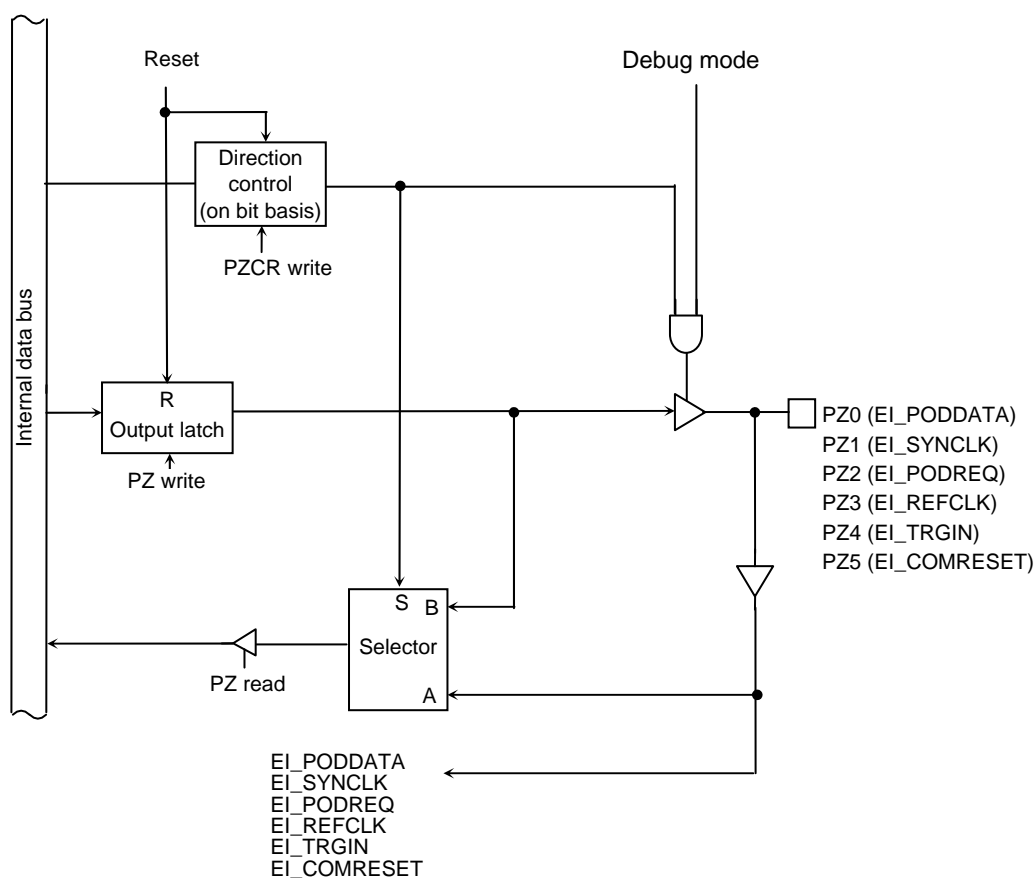 Reset
Debug mode
Direction
control
(on bit basis)
PZCR write
Internal data bus
R
Output latch
PZ write
PZ0 (EI_PODDATA)
PZ1 (EI_SYNCLK)
PZ2 (EI_PODREQ)
PZ3 (EI_REFCLK)
PZ4 (EI_TRGIN)
PZ5 (EI_COMRESET)
S B
Selector
A
PZ read
EI_PODDATA
EI_SYNCLK
EI_PODREQ
EI_REFCLK
EI_TRGIN
EI_COMRESET